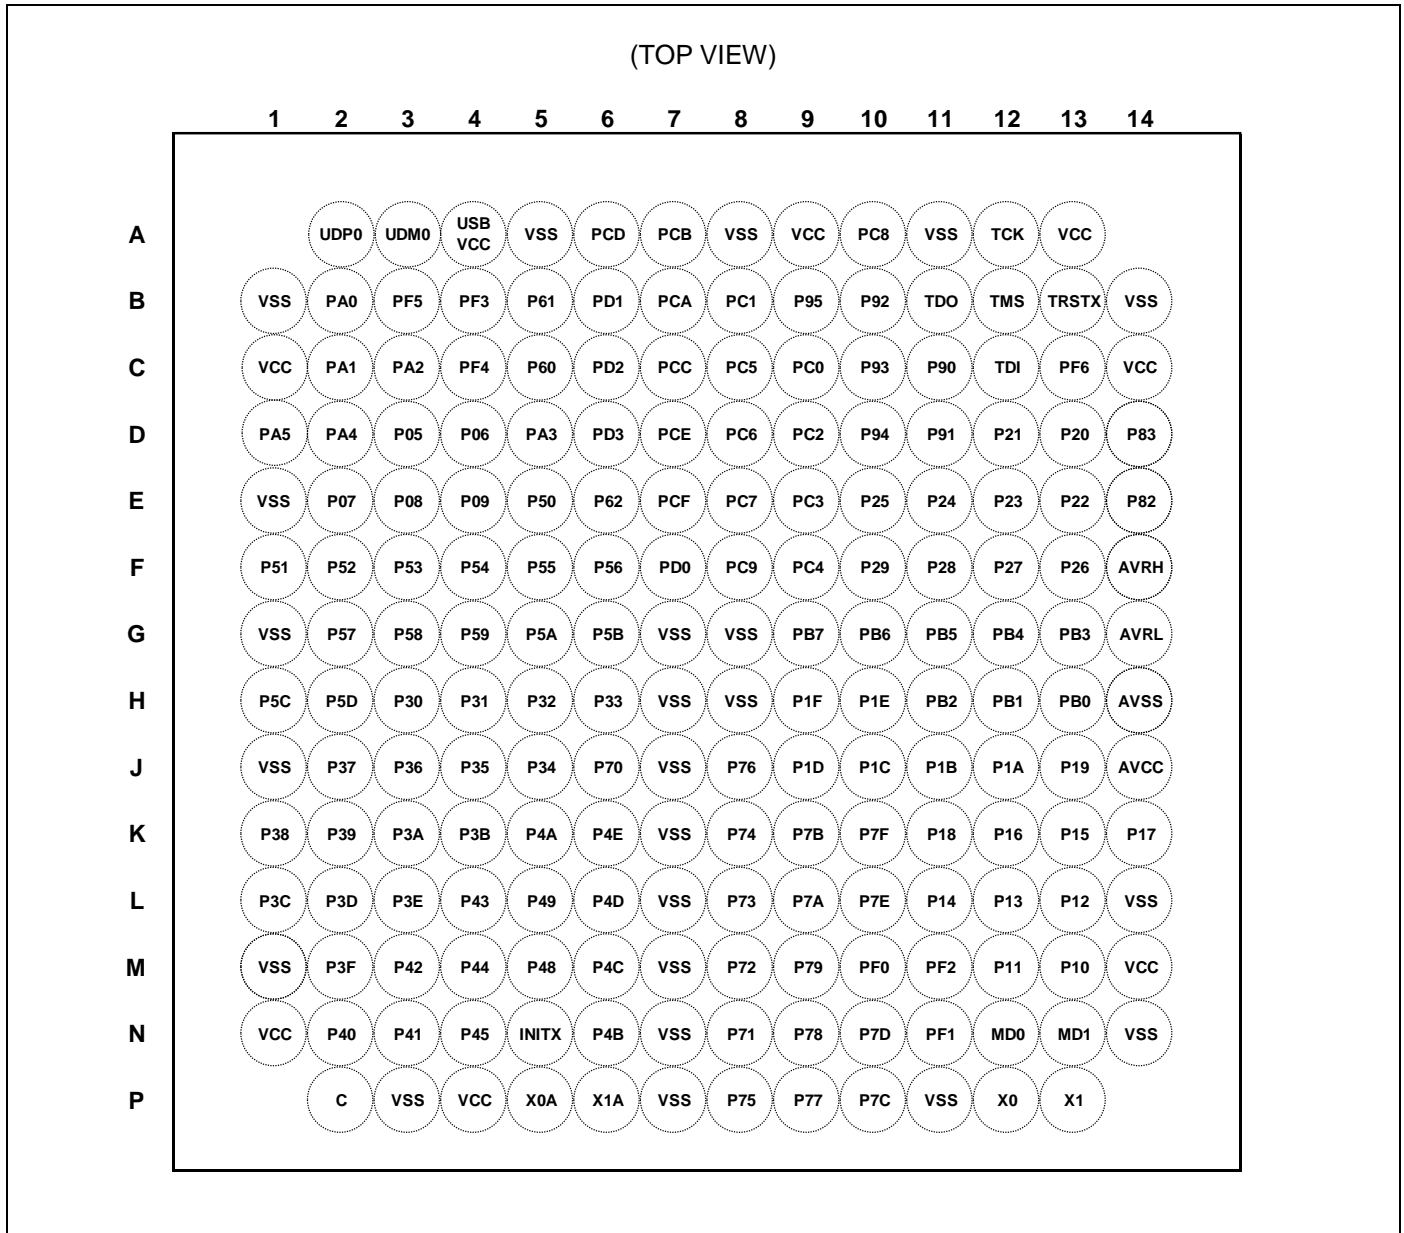 (TOP VIEW)
1 2 3 4 5 6 7 8 9 10 11 12 13 14
A UDP0 UDM0 USB VCC VSS PCD PCB VSS VCC PC8 VSS TCK VCC
B VSS PA0 PF5 PF3 P61 PD1 PCA PC1 P95 P92 TDO TMS TRSTX VSS
C VCC PA1 PA2 PF4 P60 PD2 PCC PC5 PC0 P93 P90 TDI PF6 VCC
D PA5 PA4 P05 P06 PA3 PD3 PCE PC6 PC2 P94 P91 P21 P20 P83
E VSS P07 P08 P09 P50 P62 PCF PC7 PC3 P25 P24 P23 P22 P82
F P51 P52 P53 P54 P55 P56 PD0 PC9 PC4 P29 P28 P27 P26 AVRH
G VSS P57 P58 P59 P5A P5B VSS VSS PB7 PB6 PB5 PB4 PB3 AVRL
H P5C P5D P30 P31 P32 P33 VSS VSS P1F P1E PB2 PB1 PB0 AVSS
J VSS P37 P36 P35 P34 P70 VSS P76 P1D P1C P1B P1A P19 AVCC
K P38 P39 P3A P3B P4A P4E VSS P74 P7B P7F P18 P16 P15 P17
L P3C P3D P3E P43 P49 P4D VSS P73 P7A P7E P14 P13 P12 VSS
M VSS P3F P42 P44 P48 P4C VSS P72 P79 PF0 PF2 P11 P10 VCC
N VCC P40 P41 P45 INITX P4B VSS P71 P78 P7D PF1 MD0 MD1 VSS
P C VSS VCC X0A X1A VSS P75 P77 P7C VSS X0 X1